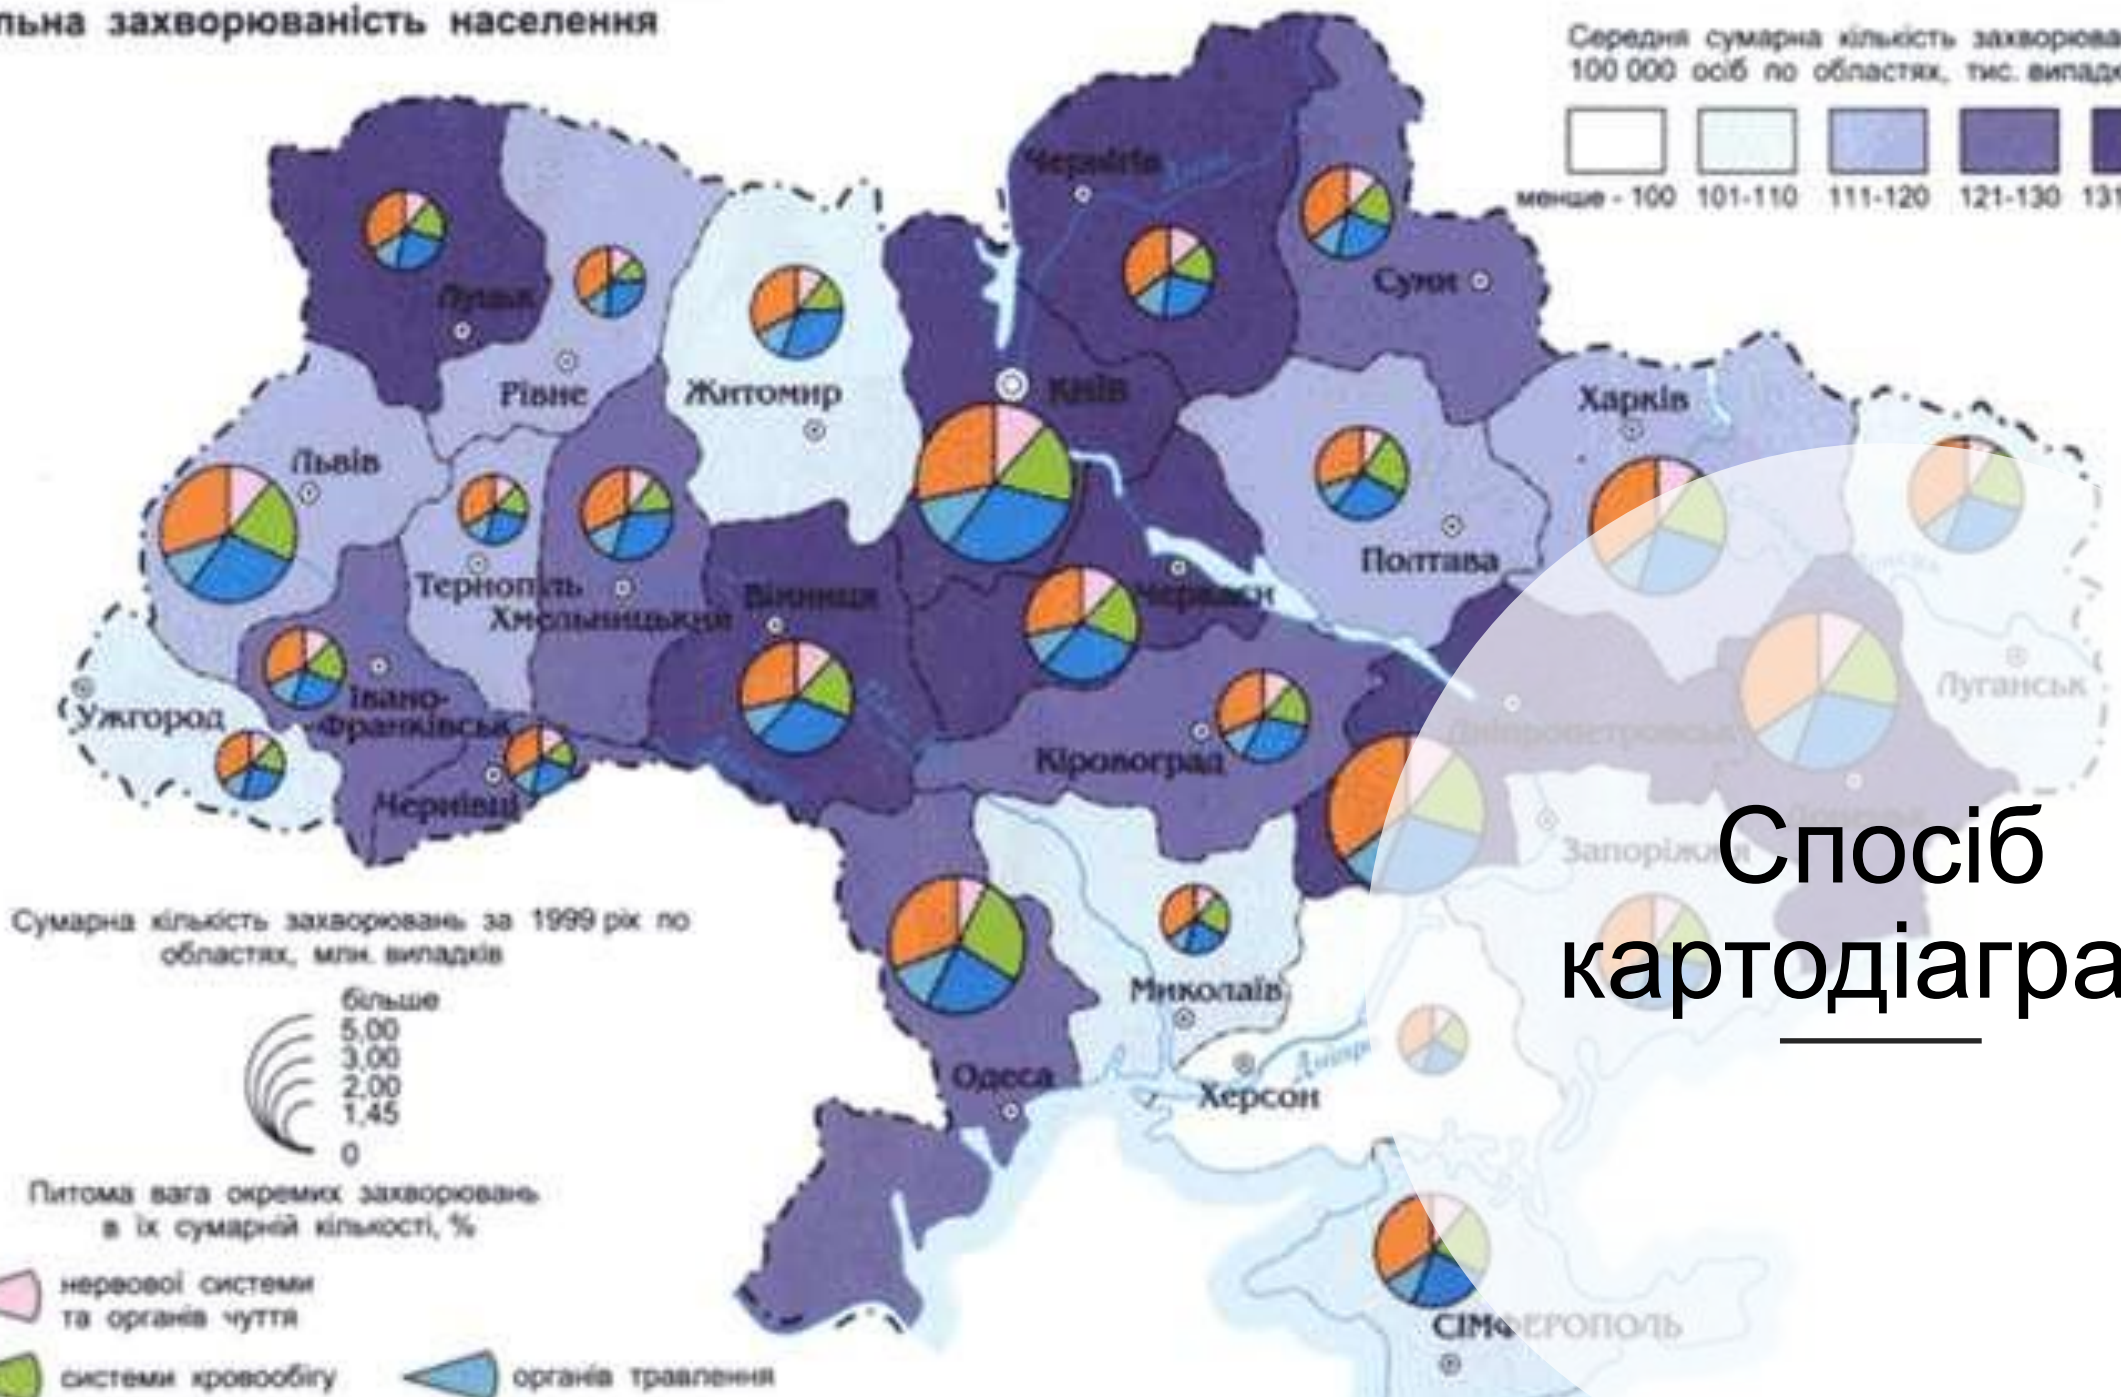 льна захворюваність населення
Середня сумарна кількість захворюва
100 000 осіб по областях, тис. випадк
менше - 100 101-110 111-120 121-130 131
Чернігів
Суми
Луцьк
Рівне
Житомир
Київ
Харків
Львів
Полтава
Тернопіль
Хмельницький
Вінниця
Черкаси
Луганськ
Івано-
Франківськ
Ужгород
Дніпропетровськ
Кіровоград
Чернівці
Запоріжжя
Спосіб
картодіагра
Сумарна кількість захворювань за 1999 рік по
областях, млн. випадків
більше
5,00
3,00
2,00
1,45
0
Миколаїв
Одеса
Херсон
Дніпро
Питома вага окремих захворювань
в їх сумарній кількості, %
нервової системи
та органів чуття
СІМФЕРОПОЛЬ
системи кровообігу
органів травлення